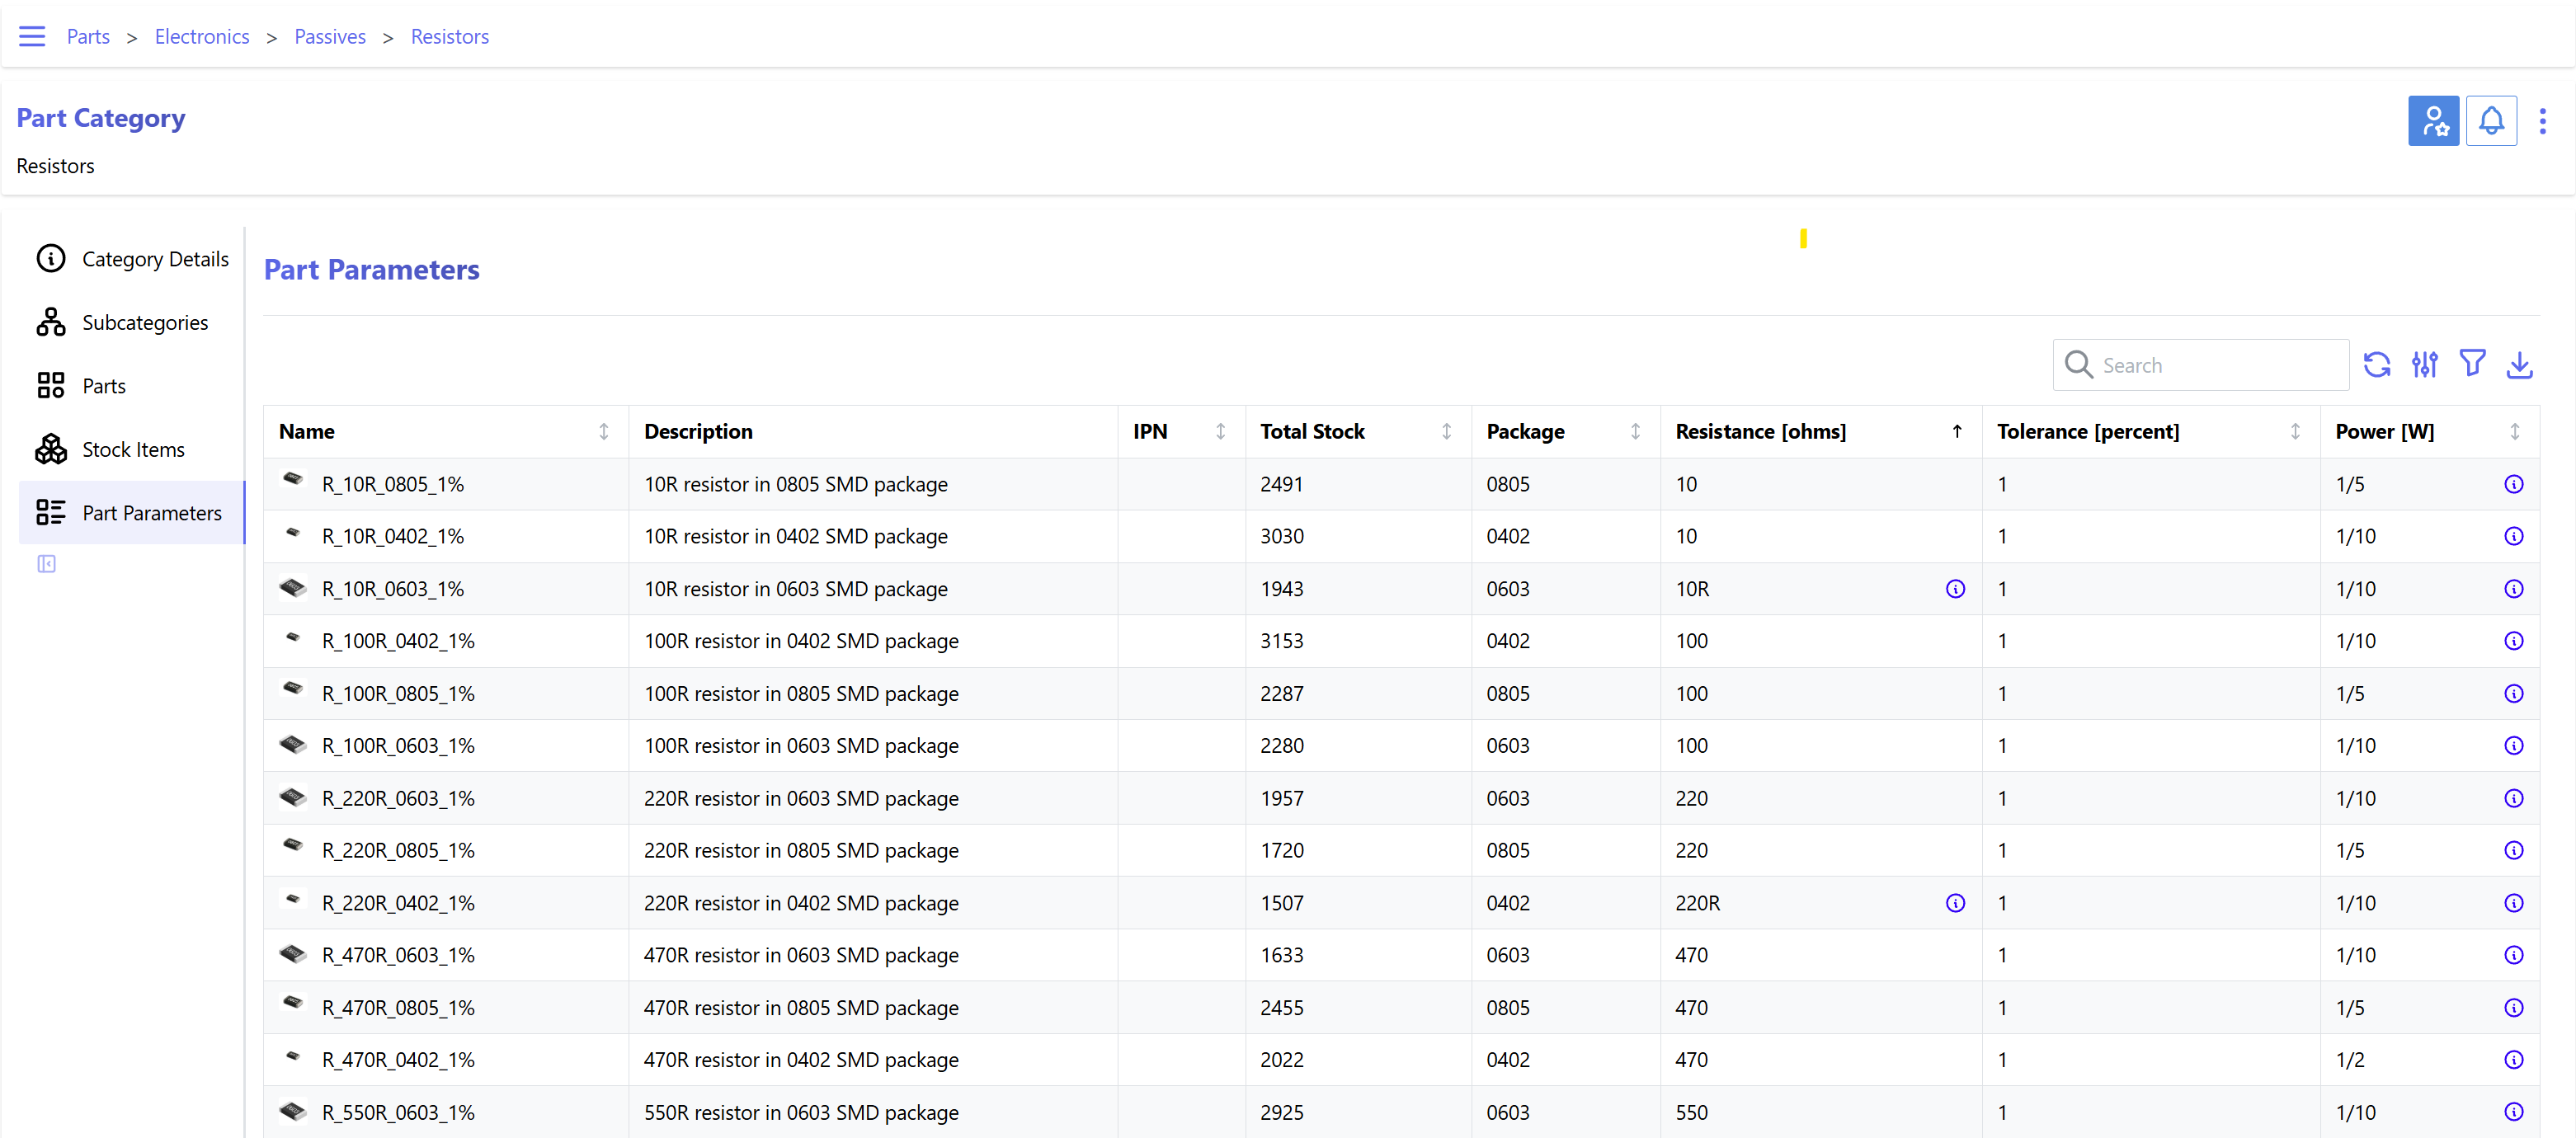 Parts > Electronics > Passives > Resistors
Part Category
Resistors
Category Details
Subcategories
Parts
Stock Items
Part Parameters
Part Parameters
Search
Name Description IPN Total Stock Package Resistance [ohms] Tolerance [percent] Power [W]
R_10R_0805_1% 10R resistor in 0805 SMD package 2491 0805 10 1 1/5
R_10R_0402_1% 10R resistor in 0402 SMD package 3030 0402 10 1 1/10
R_10R_0603_1% 10R resistor in 0603 SMD package 1943 0603 10R 1 1/10
R_100R_0402_1% 100R resistor in 0402 SMD package 3153 0402 100 1 1/10
R_100R_0805_1% 100R resistor in 0805 SMD package 2287 0805 100 1 1/5
R_100R_0603_1% 100R resistor in 0603 SMD package 2280 0603 100 1 1/10
R_220R_0603_1% 220R resistor in 0603 SMD package 1957 0603 220 1 1/10
R_220R_0805_1% 220R resistor in 0805 SMD package 1720 0805 220 1 1/5
R_220R_0402_1% 220R resistor in 0402 SMD package 1507 0402 220R 1 1/10
R_470R_0603_1% 470R resistor in 0603 SMD package 1633 0603 470 1 1/10
R_470R_0805_1% 470R resistor in 0805 SMD package 2455 0805 470 1 1/5
R_470R_0402_1% 470R resistor in 0402 SMD package 2022 0402 470 1 1/2
R_550R_0603_1% 550R resistor in 0603 SMD package 2925 0603 550 1 1/10